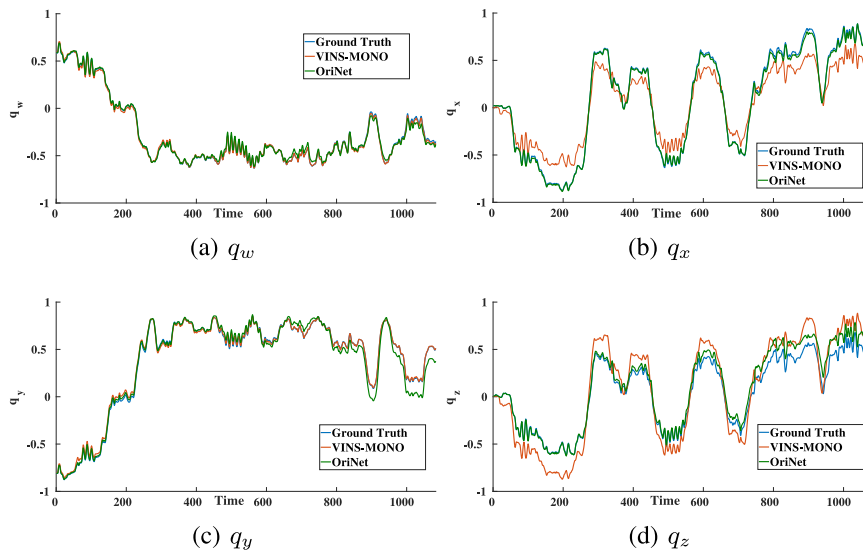 1
0.5
0
-0.5
-1
q_w
0 200 400 600 800 1000
Time
Ground Truth
VINS-MONO
OriNet
(a) q_w
1
0.5
0
-0.5
-1
q_x
0 200 400 600 800 1000
Time
Ground Truth
VINS-MONO
OriNet
(b) q_x
1
0.5
0
-0.5
-1
q_y
0 200 400 600 800 1000
Time
Ground Truth
VINS-MONO
OriNet
(c) q_y
1
0.5
0
-0.5
-1
q_z
0 200 400 600 800 1000
Time
Ground Truth
VINS-MONO
OriNet
(d) q_z